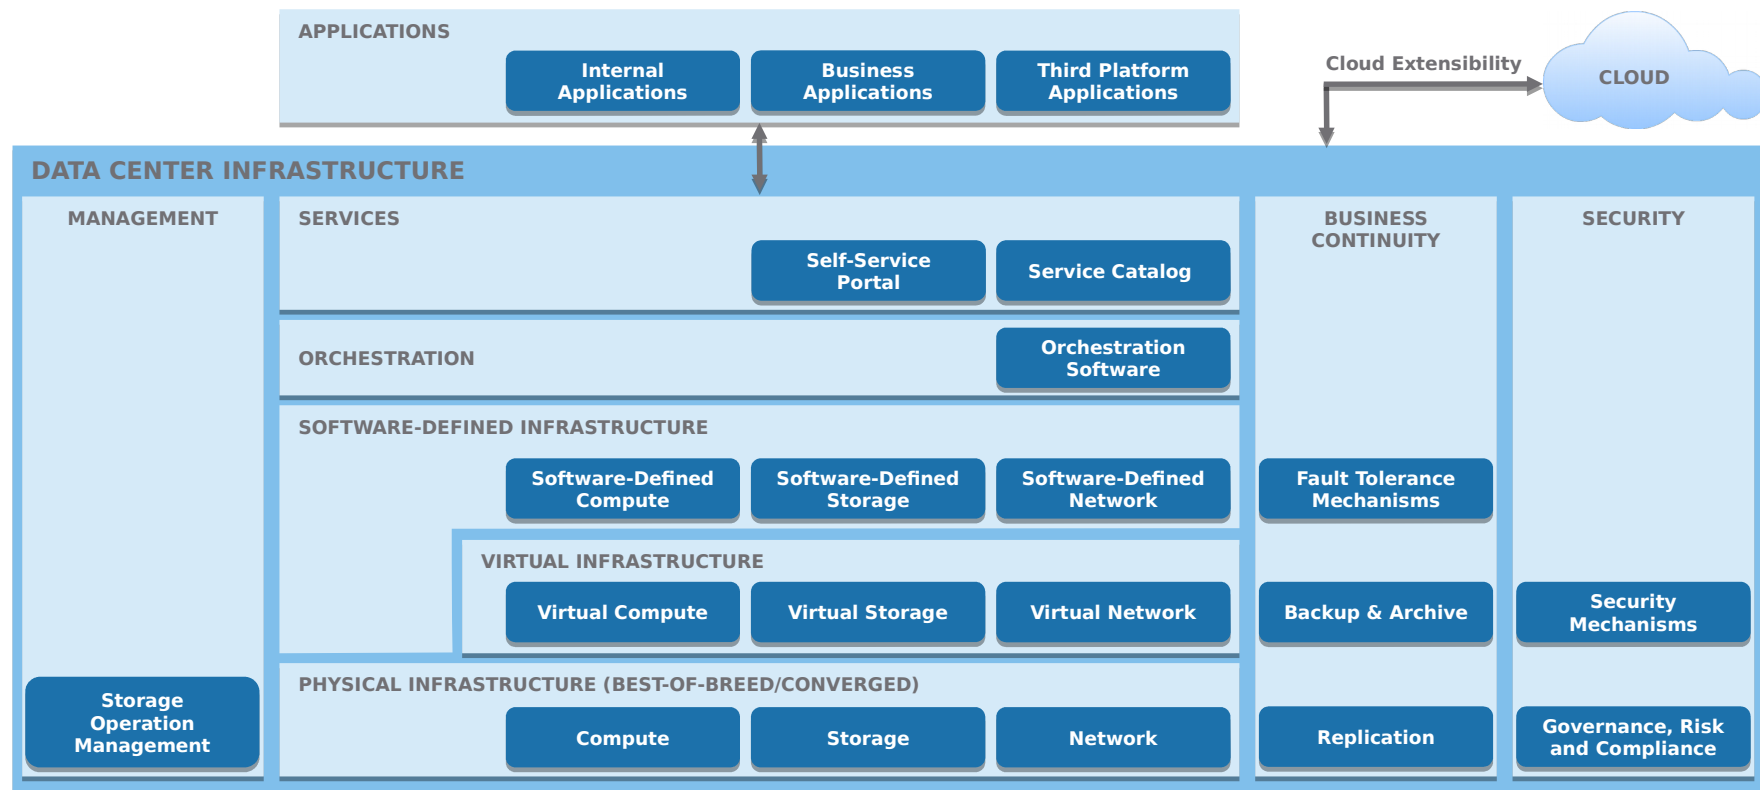 APPLICATIONS
Internal
Applications
Business
Applications
Third Platform
Applications
Cloud Extensibility
CLOUD
DATA CENTER INFRASTRUCTURE
MANAGEMENT
Storage
Operation
Management
SERVICES
Self-Service
Portal
Service Catalog
ORCHESTRATION
Orchestration
Software
SOFTWARE-DEFINED INFRASTRUCTURE
Software-Defined
Compute
Software-Defined
Storage
Software-Defined
Network
VIRTUAL INFRASTRUCTURE
Virtual Compute
Virtual Storage
Virtual Network
PHYSICAL INFRASTRUCTURE (BEST-OF-BREED/CONVERGED)
Compute
Storage
Network
BUSINESS
CONTINUITY
Fault Tolerance
Mechanisms
Backup & Archive
Replication
SECURITY
Security
Mechanisms
Governance, Risk
and Compliance